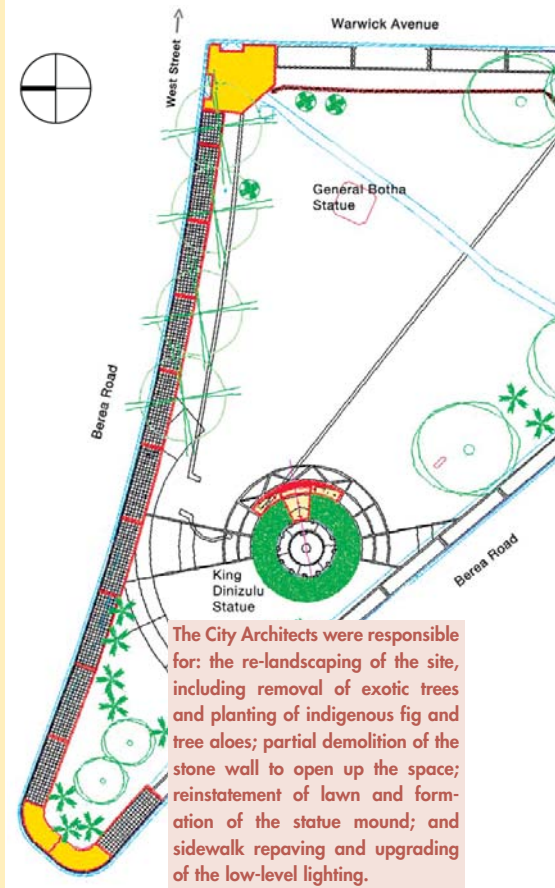 Warwick Avenue
West Street
General Botha
Statue
Berea Road
Berea Road
King
Dinizulu
Statue
The City Architects were responsible
for: the re-landscaping of the site,
including removal of exotic trees
and planting of indigenous fig and
tree aloes; partial demolition of the
stone wall to open up the space;
reinstatement of lawn and form-
ation of the statue mound; and
sidewalk repaving and upgrading
of the low-level lighting.